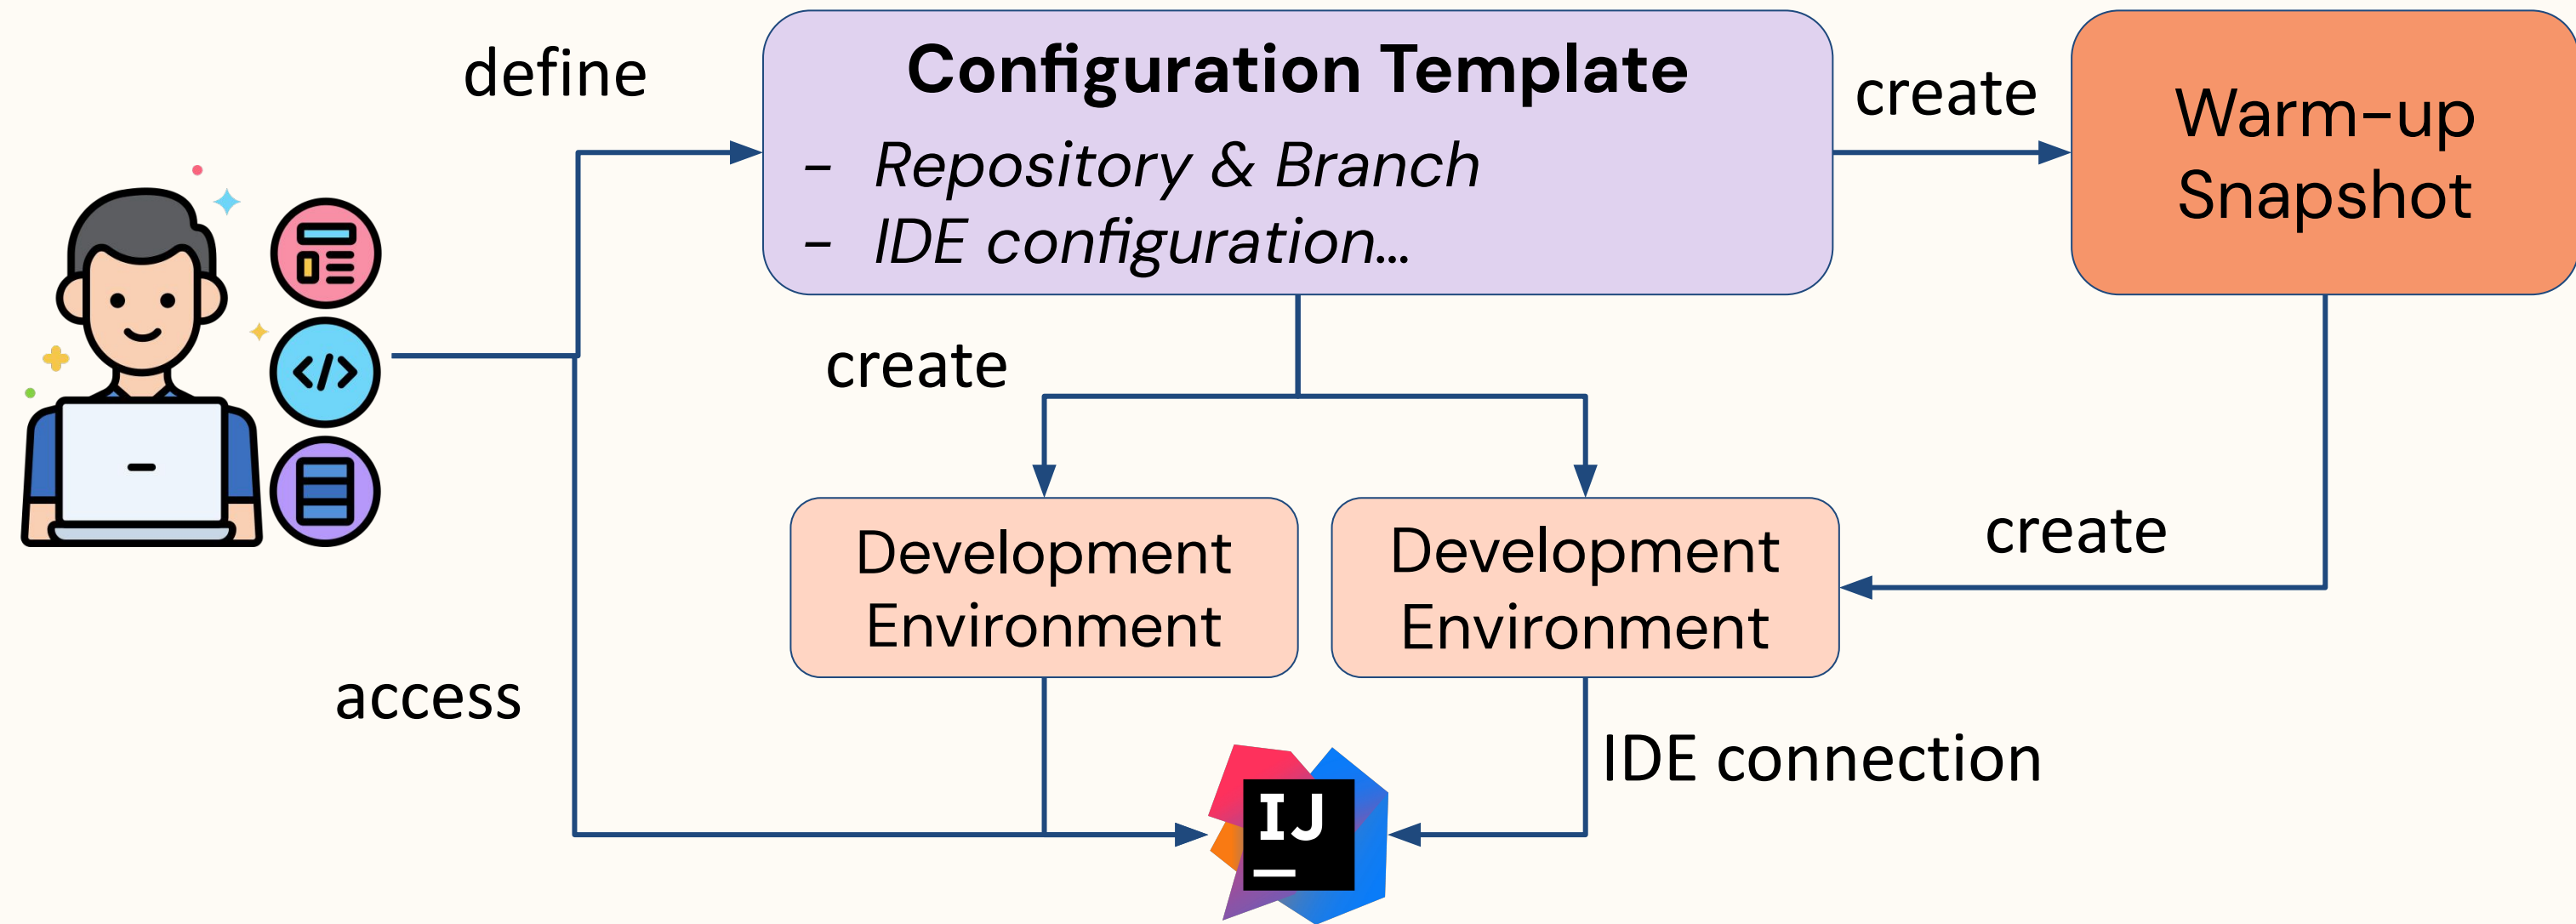 define
Configuration Template
- Repository & Branch
- IDE configuration...
create
Warm-up
Snapshot
create
Development
Environment
Development
Environment
create
access
IDE connection
IJ